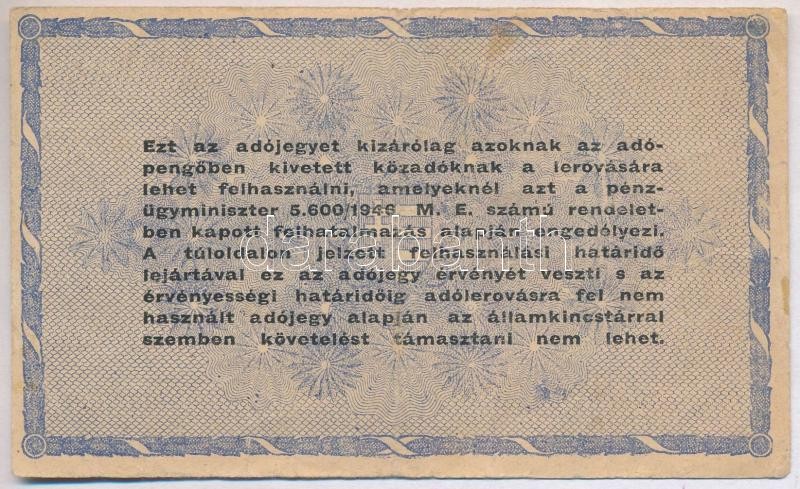 Ezt az adójegyet kizárólag azoknak az adó-
pengőben kivetett közadóknak a lerovására
lehet felhasználni, amelyeknél azt a pénz-
ügyminiszter 5.600/1946 M. E. számú rendelet-
ben kapott felhatalmazás alapján engedélyezi.
A túloldalon jelzett felhasználási határidő
lejártával ez az adójegy érvényét veszti s az
érvényességi határidőig adólerovásra fel nem
használt adójegy alapján az államkincstárral
szemben követelést támasztani nem lehet.
darabanth